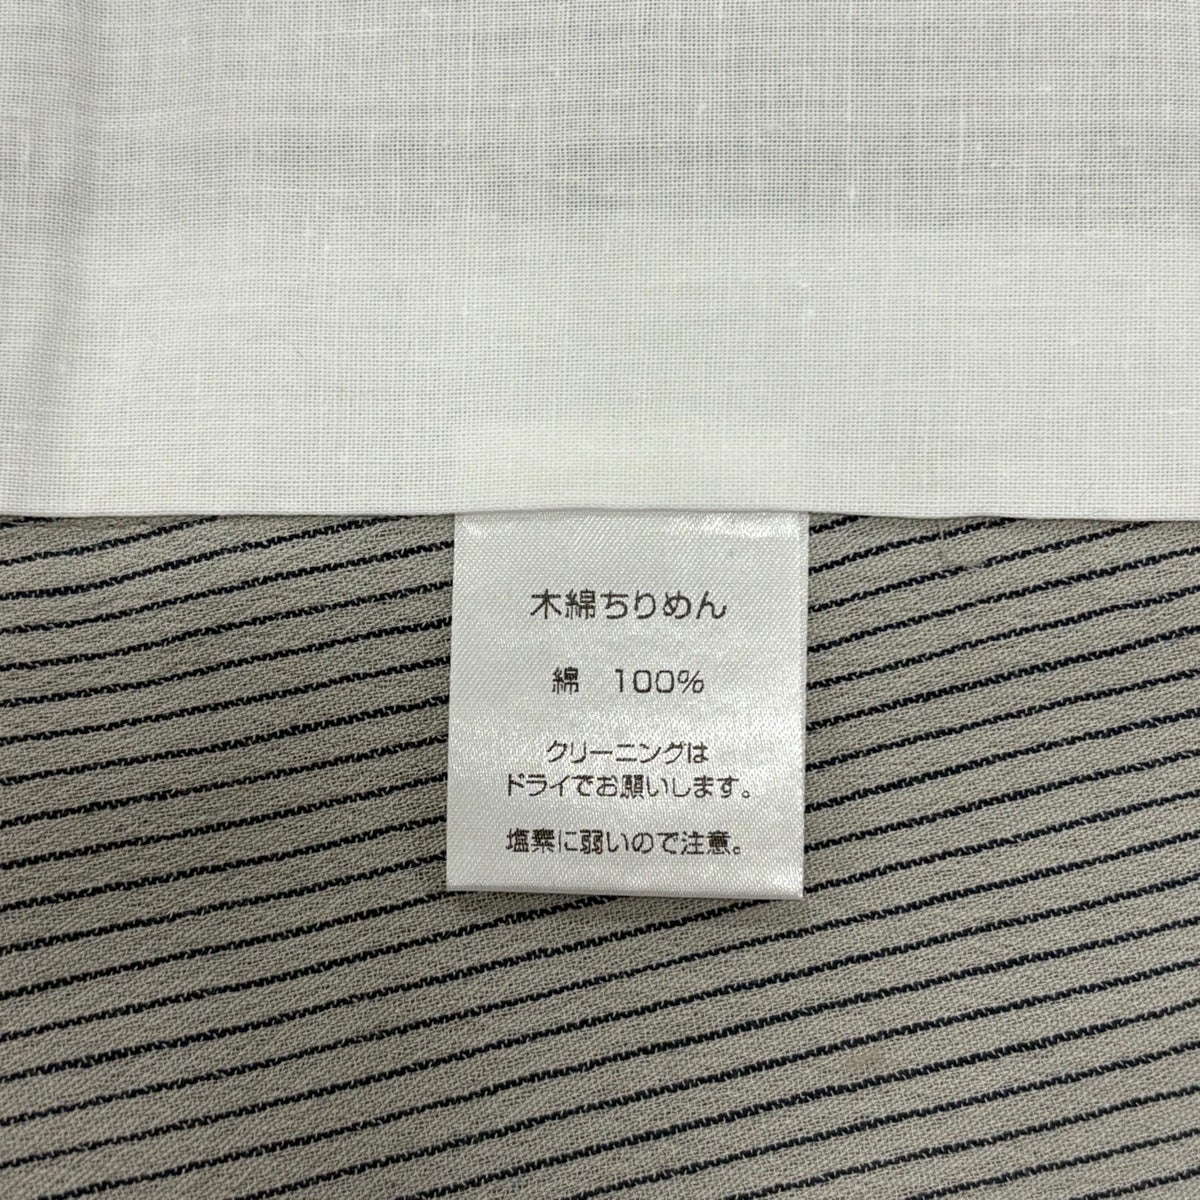 木綿ちりめん
綿　100%
クリーニングは
ドライでお願いします。
塩素に弱いので注意。